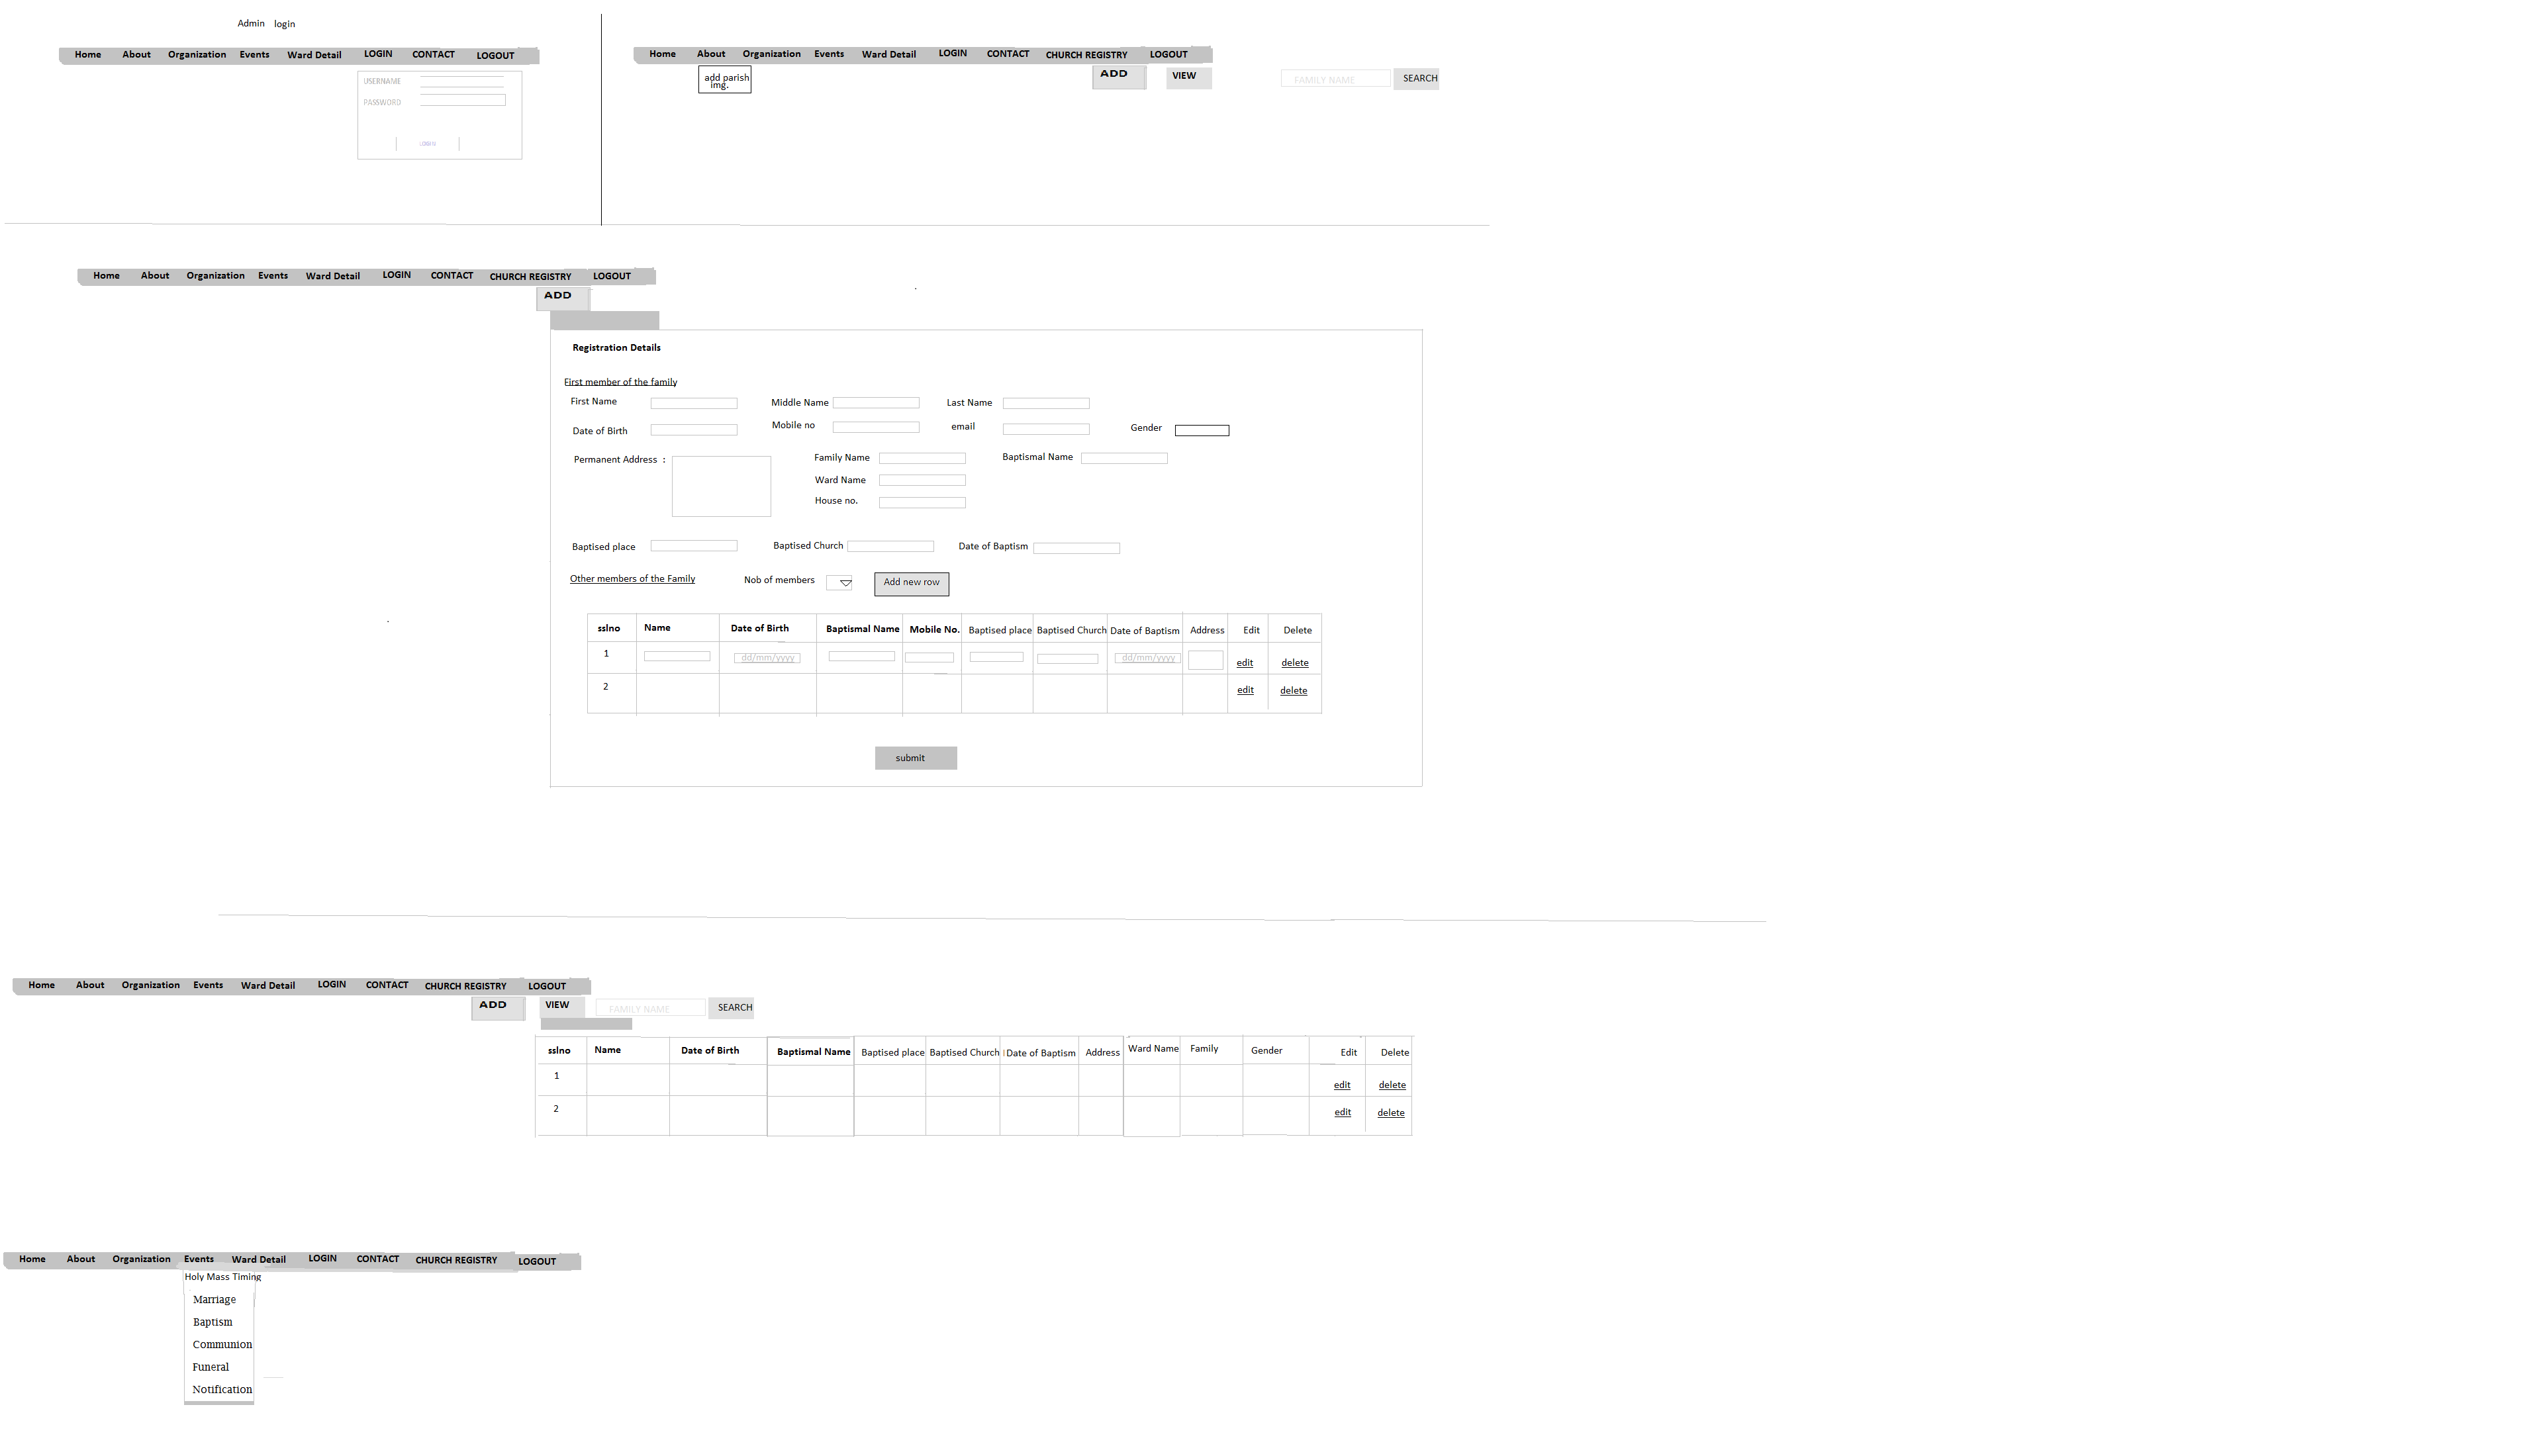 Admin login
Home About Organization Events Ward Detail LOGIN CONTACT LOGOUT
USERNAME
PASSWORD
LOGIN
Home About Organization Events Ward Detail LOGIN CONTACT CHURCH REGISTRY LOGOUT
add parish
img.
ADD VIEW FAMILY NAME SEARCH
Home About Organization Events Ward Detail LOGIN CONTACT CHURCH REGISTRY LOGOUT
ADD
Registration Details
First member of the family
First Name Middle Name Last Name
Date of Birth Mobile no email Gender
Permanent Address : Family Name Baptismal Name
Ward Name
House no.
Baptised place Baptised Church Date of Baptism
Other members of the Family Nob of members Add new row
sslno Name Date of Birth Baptismal Name Mobile No. Baptised place Baptised Church Date of Baptism Address Edit Delete
1 dd/mm/yyyy dd/mm/yyyy edit delete
2 edit delete
submit
Home About Organization Events Ward Detail LOGIN CONTACT CHURCH REGISTRY LOGOUT
ADD VIEW FAMILY NAME SEARCH
sslno Name Date of Birth Baptismal Name Baptised place Baptised Church Date of Baptism Address Ward Name Family Gender Edit Delete
1 edit delete
2 edit delete
Home About Organization Events Ward Detail LOGIN CONTACT CHURCH REGISTRY LOGOUT
Holy Mass Timing
Marriage
Baptism
Communion
Funeral
Notification